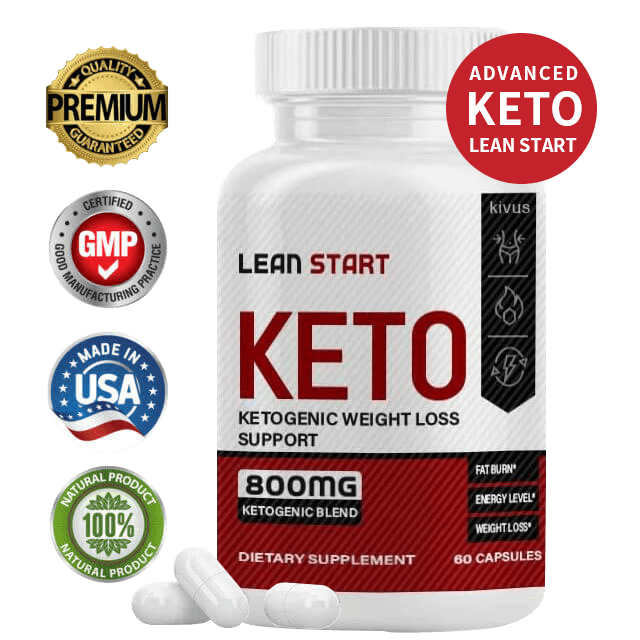 QUALITY
PREMIUM
GUARANTEED
CERTIFIED
GMP
GOOD MANUFACTURING PRACTICE
MADE IN
USA
NATURAL PRODUCT
100%
NATURAL PRODUCT
ADVANCED
KETO
LEAN START
kivus
LEAN START
KETO
KETOGENIC WEIGHT LOSS
SUPPORT
800MG
KETOGENIC BLEND
FAT BURN*
ENERGY LEVEL*
WEIGHT LOSS*
DIETARY SUPPLEMENT
60 CAPSULES